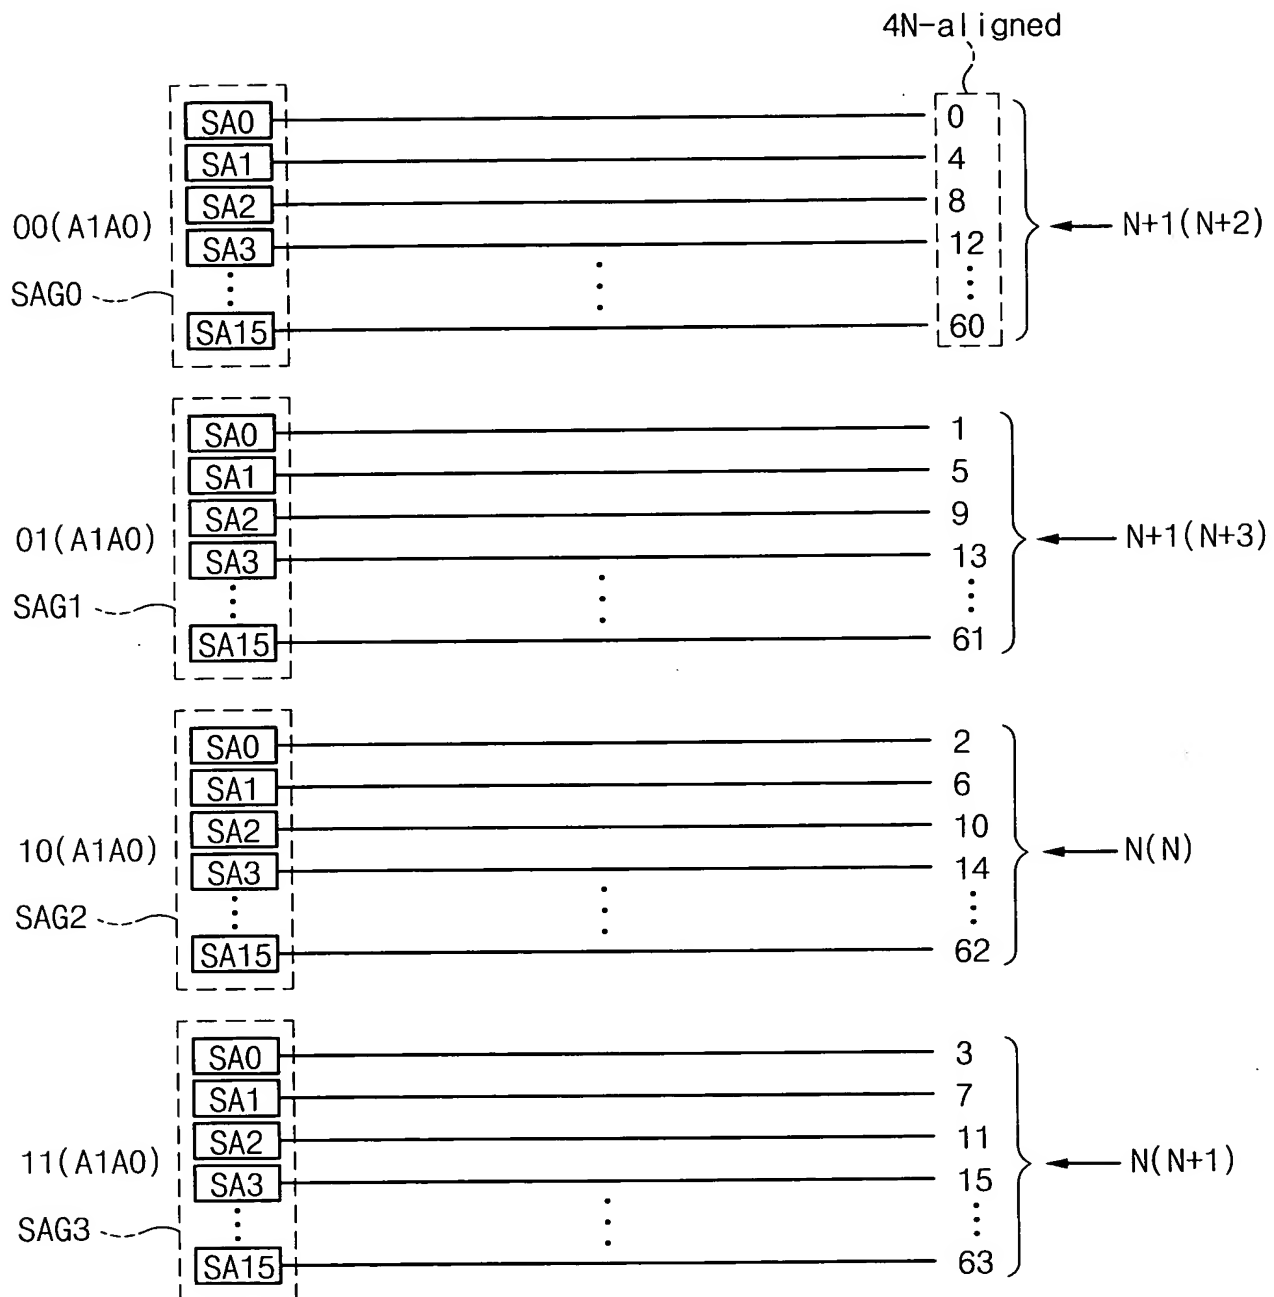 4N-aligned
SA0 0
SA1 4
SA2 8
00(A1A0) N+1(N+2)
SA3 12
SAG0
SA15 60
SA0 1
SA1 5
SA2 9
01(A1A0) N+1(N+3)
SA3 13
SAG1
SA15 61
SA0 2
SA1 6
SA2 10
10(A1A0) N(N)
SA3 14
SAG2
SA15 62
SA0 3
SA1 7
SA2 11
11(A1A0) N(N+1)
SA3 15
SAG3
SA15 63